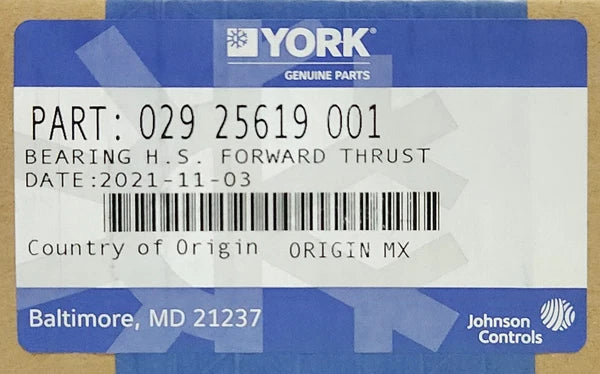 YORK®
GENUINE PARTS
PART: 029 25619 001
BEARING H.S. FORWARD THRUST
DATE:2021-11-03
Country of Origin ORIGIN MX
Baltimore, MD 21237
Johnson
Controls